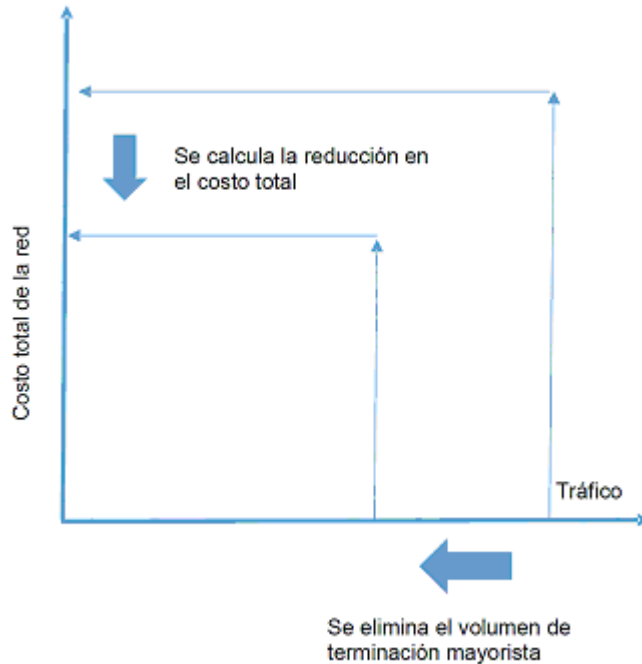 Se calcula la reducción en
el costo total
Costo total de la red
Tráfico
Se elimina el volumen de
terminación mayorista